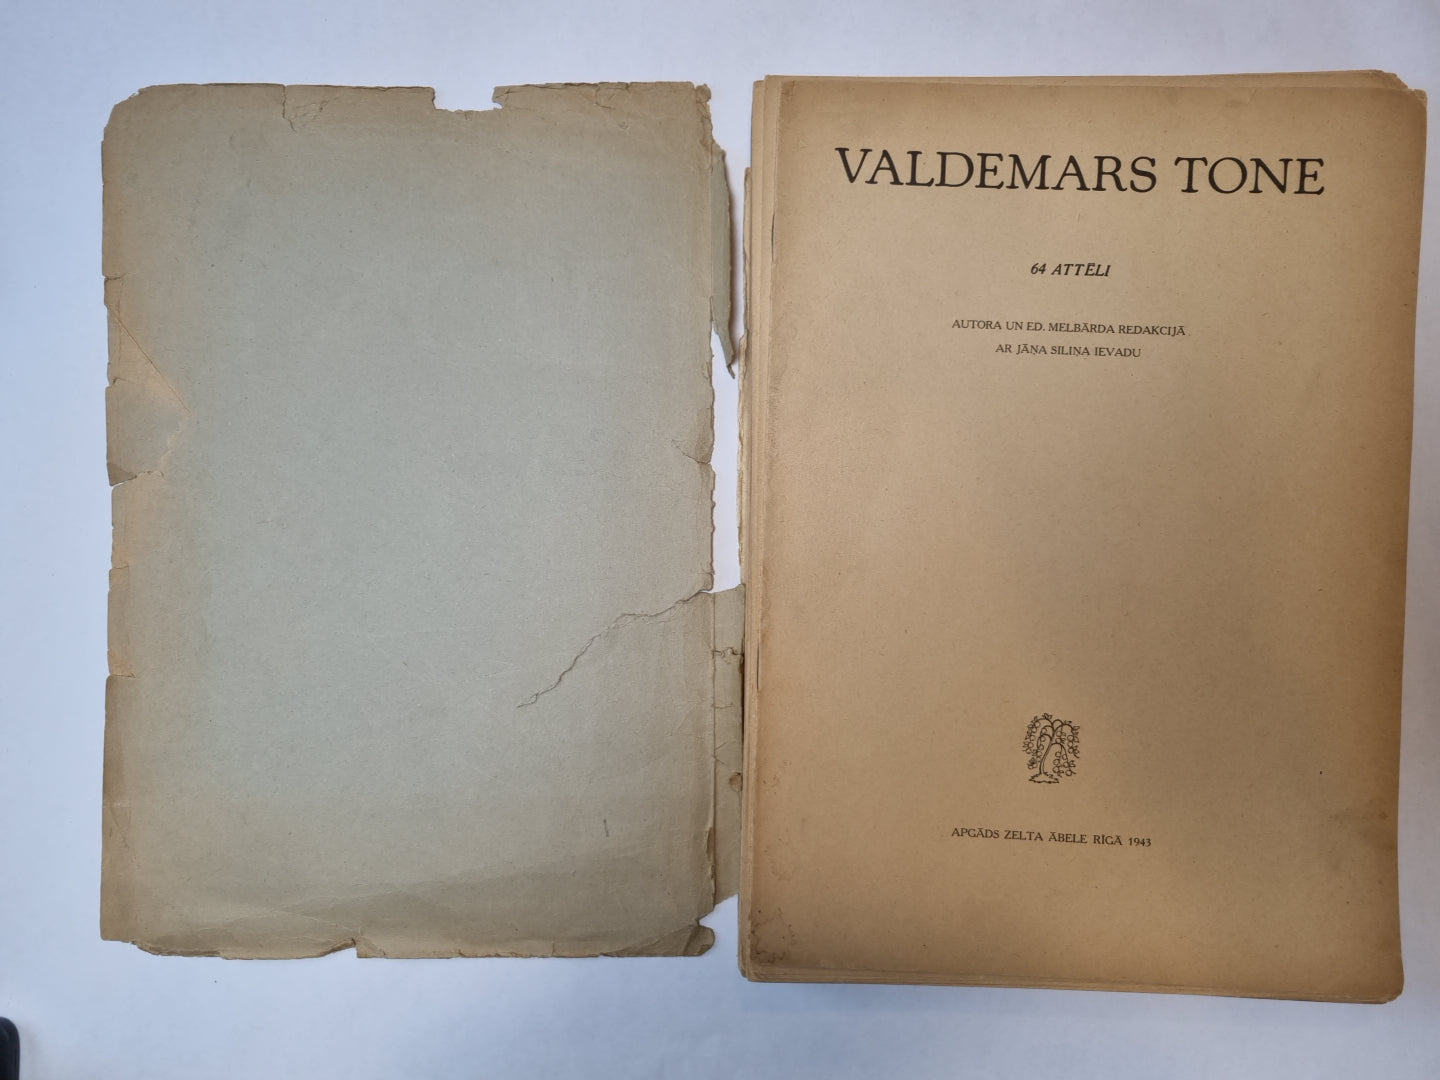 VALDEMARS TONE
64 ATTĒLI
AUTORA UN ED. MELBĀRDA REDAKCIJĀ
AR JĀŅA SILIŅA IEVADU
APGĀDS ZELTA ĀBELE RĪGĀ 1943